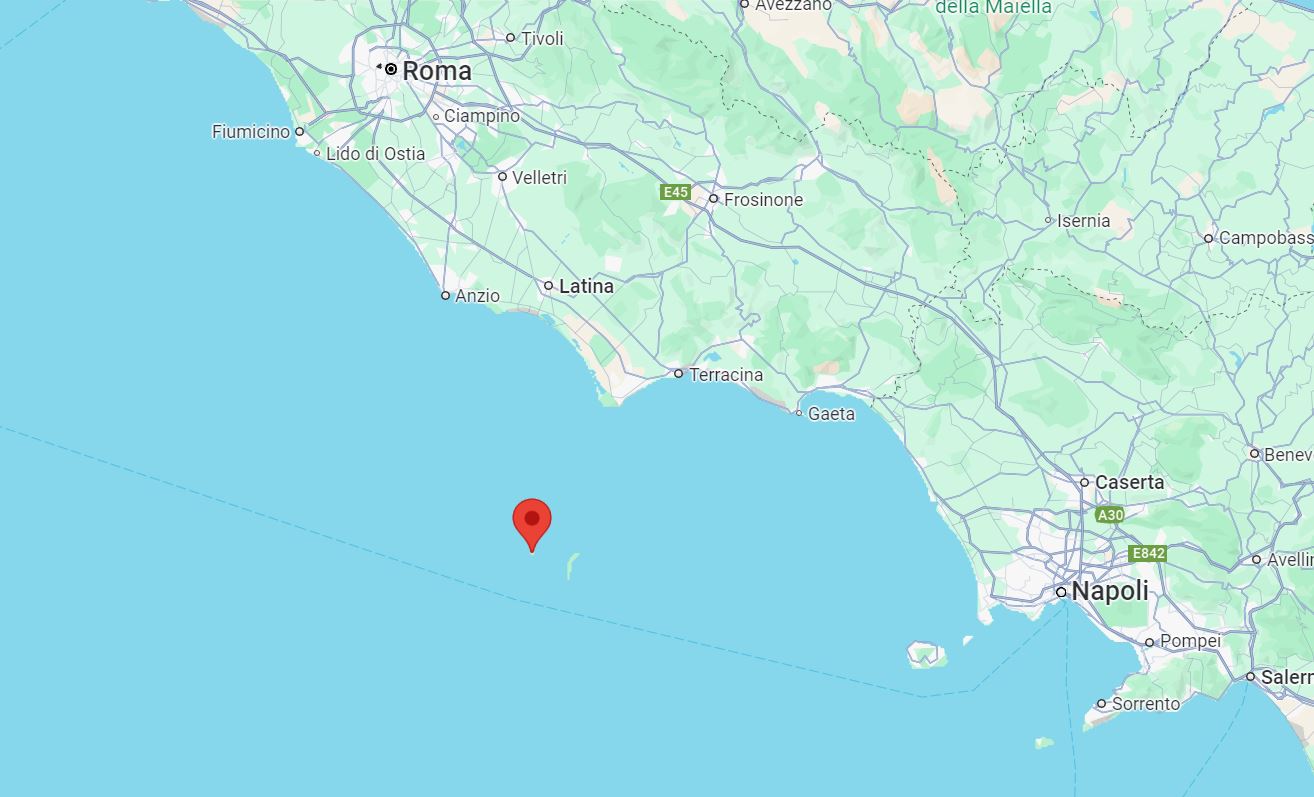 Avezzano
della Maiella
Tivoli
Roma
Ciampino
Fiumicino
Lido di Ostia
Velletri
E45
Frosinone
Isernia
Campobass
Latina
Anzio
Terracina
Gaeta
Benev
Caserta
A30
E842
Avellin
Napoli
Pompei
Salern
Sorrento